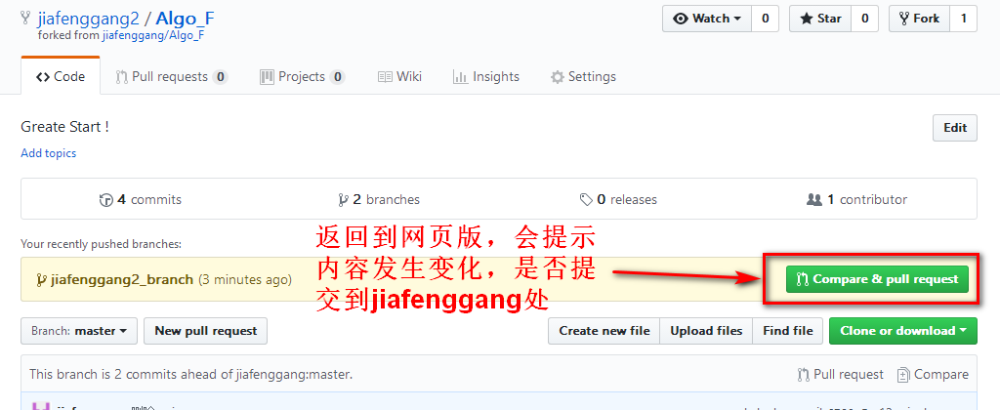 jiafenggang2 / Algo_F
Watch 0 Star 0 Fork 1
forked from jiafenggang/Algo_F
Code Pull requests 0 Projects 0 Wiki Insights Settings
Greate Start !
Edit
Add topics
4 commits 2 branches 0 releases 1 contributor
Your recently pushed branches:
jiafenggang2_branch (3 minutes ago)
Compare & pull request
返回到网页版，会提示
内容发生变化，是否提
交到jiafenggang处
Branch: master New pull request Create new file Upload files Find file Clone or download
This branch is 2 commits ahead of jiafenggang:master. Pull request Compare